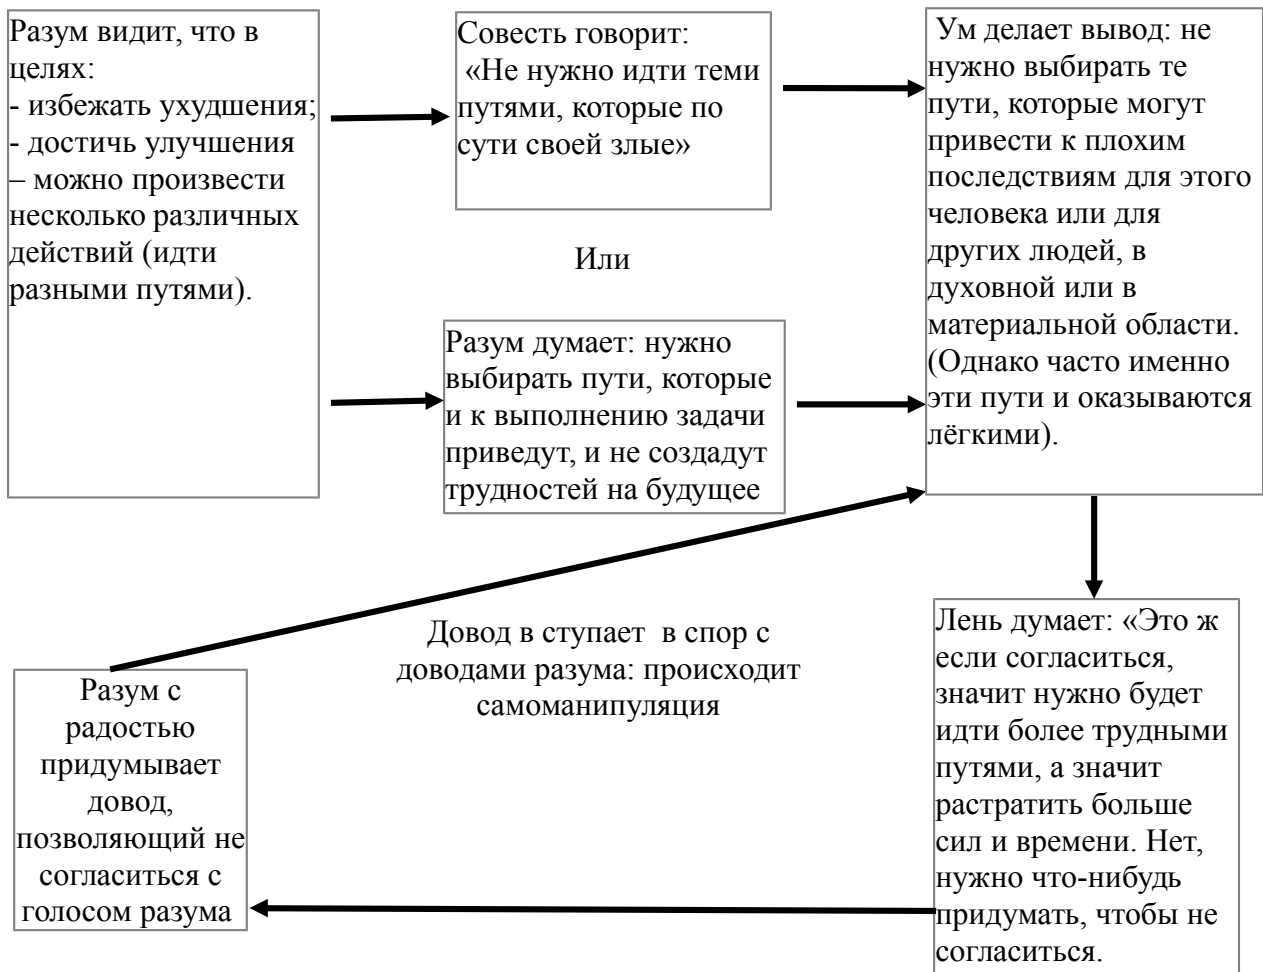 Разум видит, что в
целях:
- избежать ухудшения;
- достичь улучшения
– можно произвести
несколько различных
действий (идти
разными путями).
Совесть говорит:
«Не нужно идти теми
путями, которые по
сути своей злые»
Или
Разум думает: нужно
выбирать пути, которые
и к выполнению задачи
приведут, и не создадут
трудностей на будущее
Ум делает вывод: не
нужно выбирать те
пути, которые могут
привести к плохим
последствиям для этого
человека или для
других людей, в
духовной или в
материальной области.
(Однако часто именно
эти пути и оказываются
лёгкими).
Лень думает: «Это ж
если согласиться,
значит нужно будет
идти более трудными
путями, а значит
растратить больше
сил и времени. Нет,
нужно что-нибудь
придумать, чтобы не
согласиться.
Довод в ступает в спор с
доводами разума: происходит
самоманипуляция
Разум с
радостью
придумывает
довод,
позволяющий не
согласиться с
голосом разума